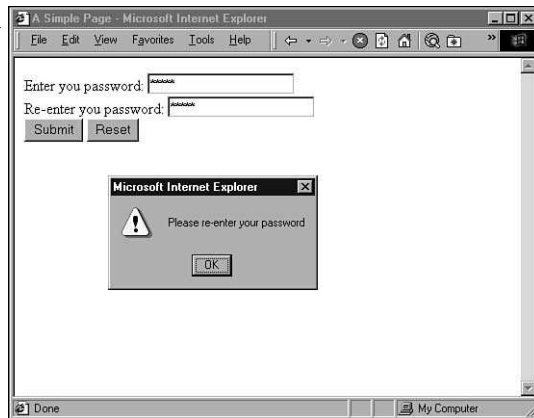 A Simple Page - Microsoft Internet Explorer
File Edit View Favorites Tools Help »
Enter you password: *****
Re-enter you password: *****
Submit Reset
Microsoft Internet Explorer
Please re-enter your password
OK
Done My Computer